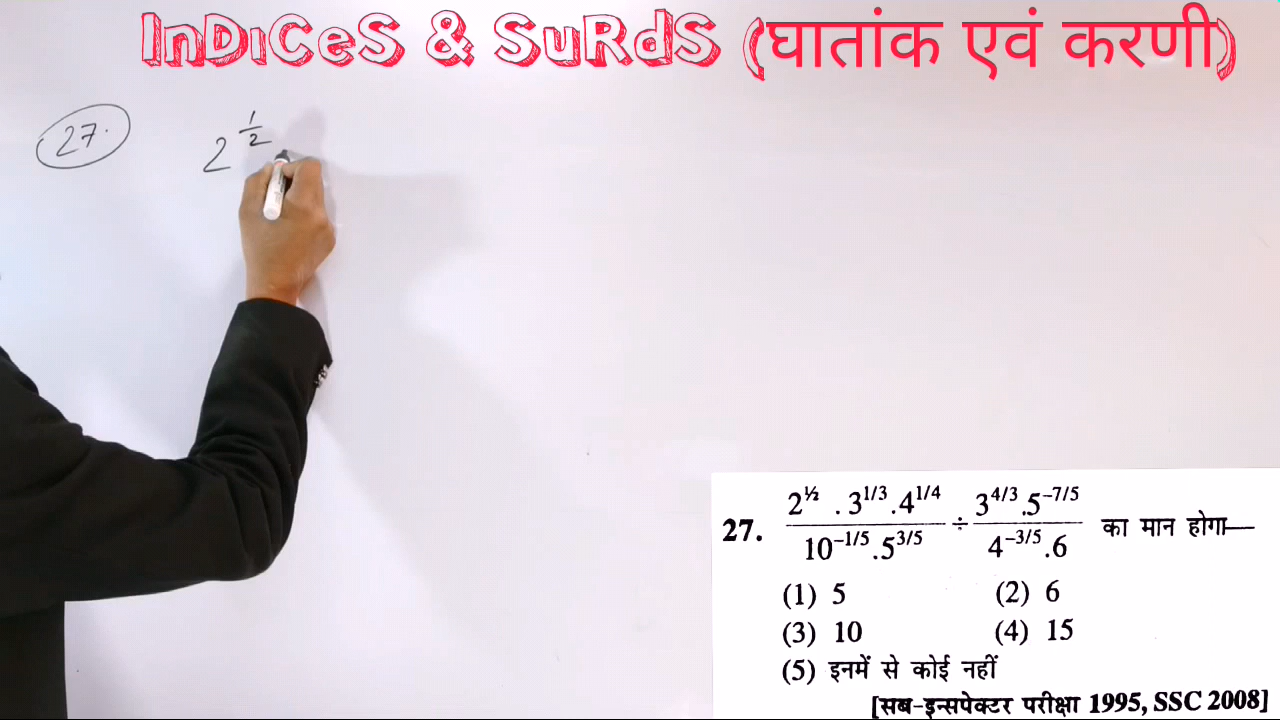 InDiCeS & SuRdS (घातांक एवं करणी)
27.
2^{1/2}
27. \frac{2^{1/2} . 3^{1/3} . 4^{1/4}}{10^{-1/5} . 5^{3/5}} ÷ \frac{3^{4/3} . 5^{-7/5}}{4^{-3/5} . 6} का मान होगा—
(1) 5 (2) 6
(3) 10 (4) 15
(5) इनमें से कोई नहीं
[सब-इन्सपेक्टर परीक्षा 1995, SSC 2008]